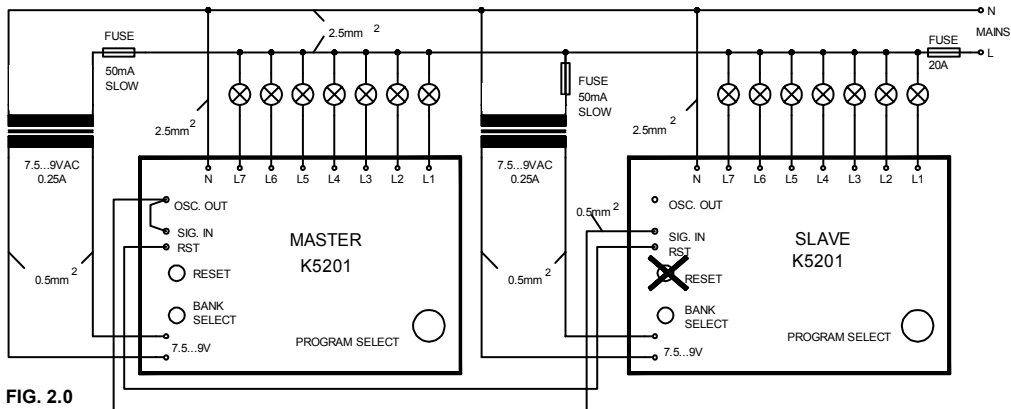 N
MAINS
2.5mm 2
FUSE
50mA
SLOW
FUSE
20A
L
FUSE
50mA
SLOW
2.5mm 2
2.5mm 2
7.5...9VAC
0.25A
N L7 L6 L5 L4 L3 L2 L1
7.5...9VAC
0.25A
N L7 L6 L5 L4 L3 L2 L1
OSC. OUT
SIG. IN
RST
MASTER
K5201
RESET
BANK
SELECT
PROGRAM SELECT
7.5...9V
0.5mm 2
0.5mm 2
0.5mm 2
OSC. OUT
SIG. IN
RST
SLAVE
K5201
RESET
BANK
SELECT
PROGRAM SELECT
7.5...9V
FIG. 2.0